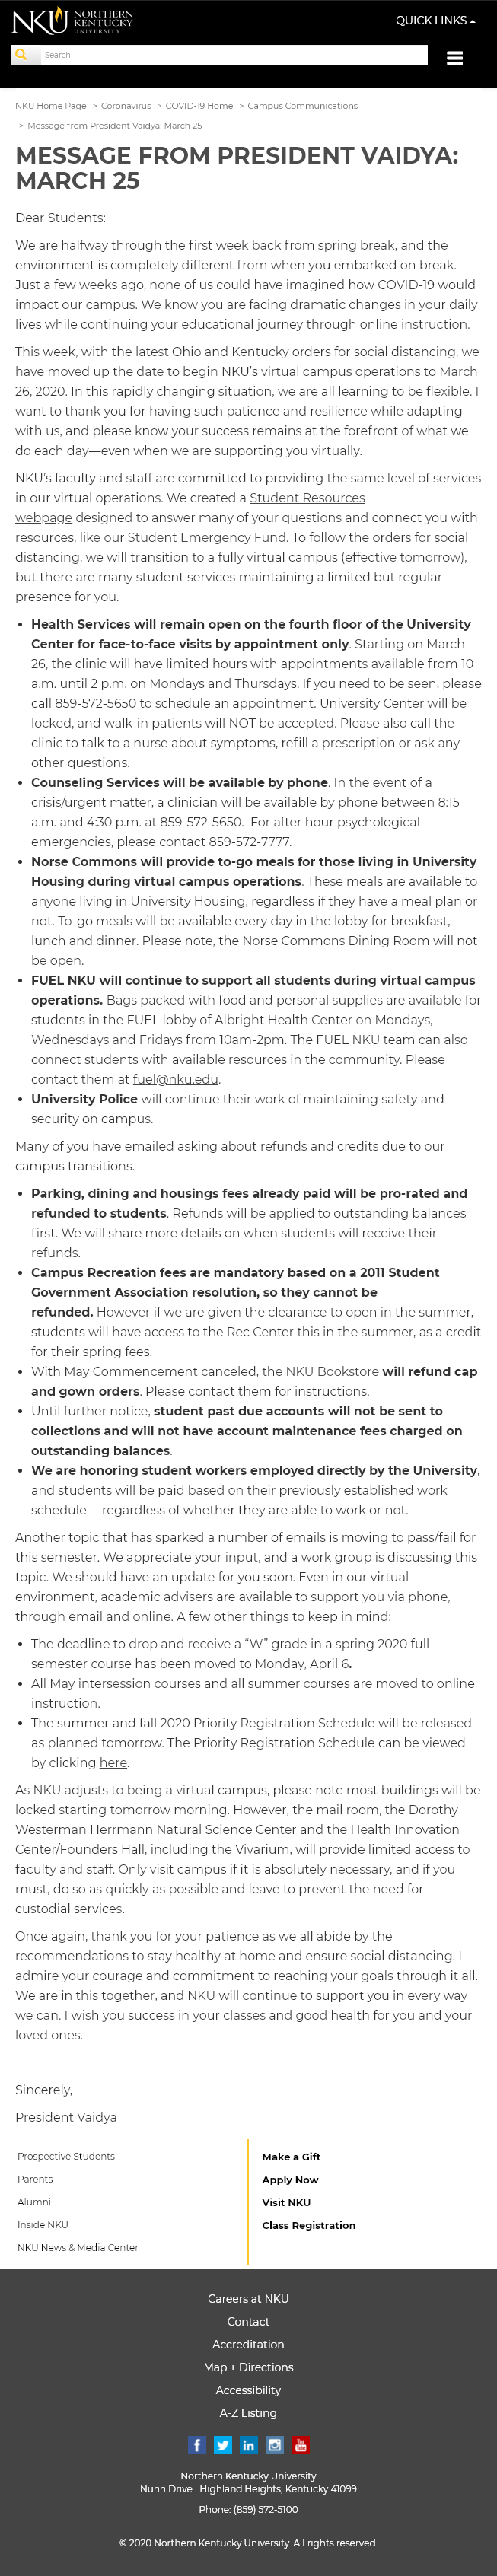 NKU NORTHERN KENTUCKY UNIVERSITY
QUICK LINKS
Search
NKU Home Page > Coronavirus > COVID-19 Home > Campus Communications
> Message from President Vaidya: March 25
MESSAGE FROM PRESIDENT VAIDYA:
MARCH 25
Dear Students:
We are halfway through the first week back from spring break, and the
environment is completely different from when you embarked on break.
Just a few weeks ago, none of us could have imagined how COVID-19 would
impact our campus. We know you are facing dramatic changes in your daily
lives while continuing your educational journey through online instruction.
This week, with the latest Ohio and Kentucky orders for social distancing, we
have moved up the date to begin NKU's virtual campus operations to March
26, 2020. In this rapidly changing situation, we are all learning to be flexible. I
want to thank you for having such patience and resilience while adapting
with us, and please know your success remains at the forefront of what we
do each day—even when we are supporting you virtually.
NKU's faculty and staff are committed to providing the same level of services
in our virtual operations. We created a Student Resources
webpage designed to answer many of your questions and connect you with
resources, like our Student Emergency Fund. To follow the orders for social
distancing, we will transition to a fully virtual campus (effective tomorrow),
but there are many student services maintaining a limited but regular
presence for you.
• Health Services will remain open on the fourth floor of the University
Center for face-to-face visits by appointment only. Starting on March
26, the clinic will have limited hours with appointments available from 10
a.m. until 2 p.m. on Mondays and Thursdays. If you need to be seen, please
call 859-572-5650 to schedule an appointment. University Center will be
locked, and walk-in patients will NOT be accepted. Please also call the
clinic to talk to a nurse about symptoms, refill a prescription or ask any
other questions.
• Counseling Services will be available by phone. In the event of a
crisis/urgent matter, a clinician will be available by phone between 8:15
a.m. and 4:30 p.m. at 859-572-5650. For after hour psychological
emergencies, please contact 859-572-7777.
• Norse Commons will provide to-go meals for those living in University
Housing during virtual campus operations. These meals are available to
anyone living in University Housing, regardless if they have a meal plan or
not. To-go meals will be available every day in the lobby for breakfast,
lunch and dinner. Please note, the Norse Commons Dining Room will not
be open.
• FUEL NKU will continue to support all students during virtual campus
operations. Bags packed with food and personal supplies are available for
students in the FUEL lobby of Albright Health Center on Mondays,
Wednesdays and Fridays from 10am-2pm. The FUEL NKU team can also
connect students with available resources in the community. Please
contact them at fuel@nku.edu.
• University Police will continue their work of maintaining safety and
security on campus.
Many of you have emailed asking about refunds and credits due to our
campus transitions.
• Parking, dining and housings fees already paid will be pro-rated and
refunded to students. Refunds will be applied to outstanding balances
first. We will share more details on when students will receive their
refunds.
• Campus Recreation fees are mandatory based on a 2011 Student
Government Association resolution, so they cannot be
refunded. However if we are given the clearance to open in the summer,
students will have access to the Rec Center this in the summer, as a credit
for their spring fees.
• With May Commencement canceled, the NKU Bookstore will refund cap
and gown orders. Please contact them for instructions.
• Until further notice, student past due accounts will not be sent to
collections and will not have account maintenance fees charged on
outstanding balances.
• We are honoring student workers employed directly by the University,
and students will be paid based on their previously established work
schedule— regardless of whether they are able to work or not.
Another topic that has sparked a number of emails is moving to pass/fail for
this semester. We appreciate your input, and a work group is discussing this
topic. We should have an update for you soon. Even in our virtual
environment, academic advisers are available to support you via phone,
through email and online. A few other things to keep in mind:
• The deadline to drop and receive a “W” grade in a spring 2020 full-
semester course has been moved to Monday, April 6.
• All May intersession courses and all summer courses are moved to online
instruction.
• The summer and fall 2020 Priority Registration Schedule will be released
as planned tomorrow. The Priority Registration Schedule can be viewed
by clicking here.
As NKU adjusts to being a virtual campus, please note most buildings will be
locked starting tomorrow morning. However, the mail room, the Dorothy
Westerman Herrmann Natural Science Center and the Health Innovation
Center/Founders Hall, including the Vivarium, will provide limited access to
faculty and staff. Only visit campus if it is absolutely necessary, and if you
must, do so as quickly as possible and leave to prevent the need for
custodial services.
Once again, thank you for your patience as we all abide by the
recommendations to stay healthy at home and ensure social distancing. I
admire your courage and commitment to reaching your goals through it all.
We are in this together, and NKU will continue to support you in every way
we can. I wish you success in your classes and good health for you and your
loved ones.
Sincerely,
President Vaidya
Prospective Students
Parents
Alumni
Inside NKU
NKU News & Media Center
Make a Gift
Apply Now
Visit NKU
Class Registration
Careers at NKU
Contact
Accreditation
Map + Directions
Accessibility
A-Z Listing
Northern Kentucky University
Nunn Drive | Highland Heights, Kentucky 41099
Phone: (859) 572-5100
© 2020 Northern Kentucky University. All rights reserved.